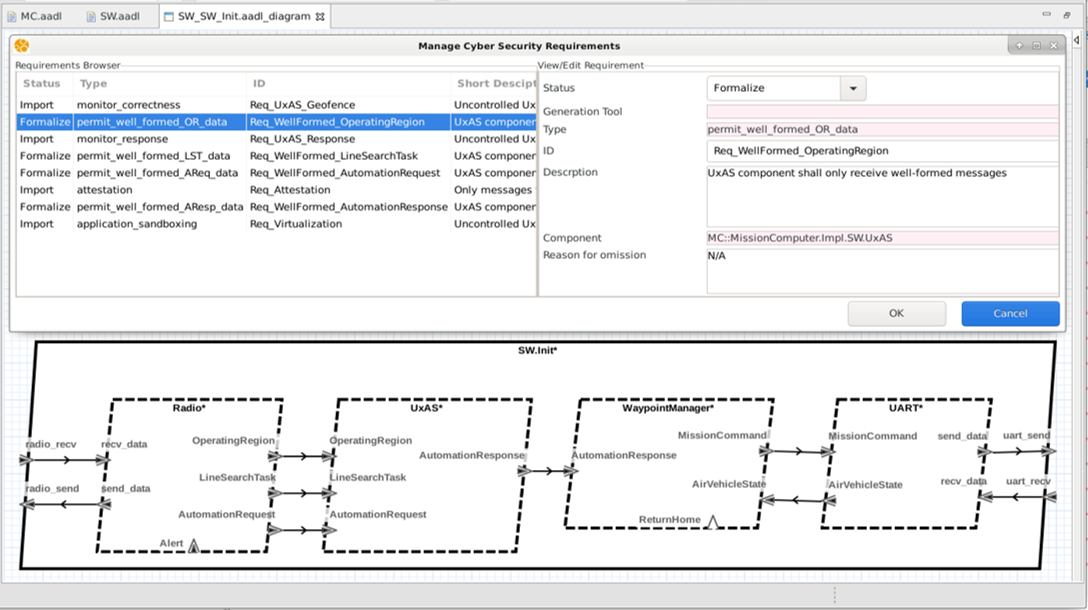 MC.aadl SW.aadl SW_SW_Init.aadl_diagram
Manage Cyber Security Requirements
Requirements Browser
Status Type ID Short Descipt
Import monitor_correctness Req_UxAS_Geofence Uncontrolled Ux
Formalize permit_well_formed_OR_data Req_WellFormed_OperatingRegion UxAS componen
Import monitor_response Req_UxAS_Response Uncontrolled Ux
Formalize permit_well_formed_LST_data Req_WellFormed_LineSearchTask UxAS componen
Formalize permit_well_formed_AReq_data Req_WellFormed_AutomationRequest UxAS componen
Import attestation Req_Attestation Only messages
Formalize permit_well_formed_AResp_data Req_WellFormed_AutomationResponse UxAS componen
Import application_sandboxing Req_Virtualization Uncontrolled Ux
View/Edit Requirement
Status Formalize
Generation Tool
Type permit_well_formed_OR_data
ID Req_WellFormed_OperatingRegion
Descrption UxAS component shall only receive well-formed messages
Component MC::MissionComputer.Impl.SW.UxAS
Reason for omission N/A
OK Cancel
SW.Init*
Radio* UxAS* WaypointManager* UART*
radio_recv recv_data OperatingRegion OperatingRegion AutomationResponse AutomationResponse MissionCommand MissionCommand send_data uart_send
radio_send send_data LineSearchTask LineSearchTask AirVehicleState AirVehicleState recv_data uart_recv
AutomationRequest AutomationRequest ReturnHome
Alert